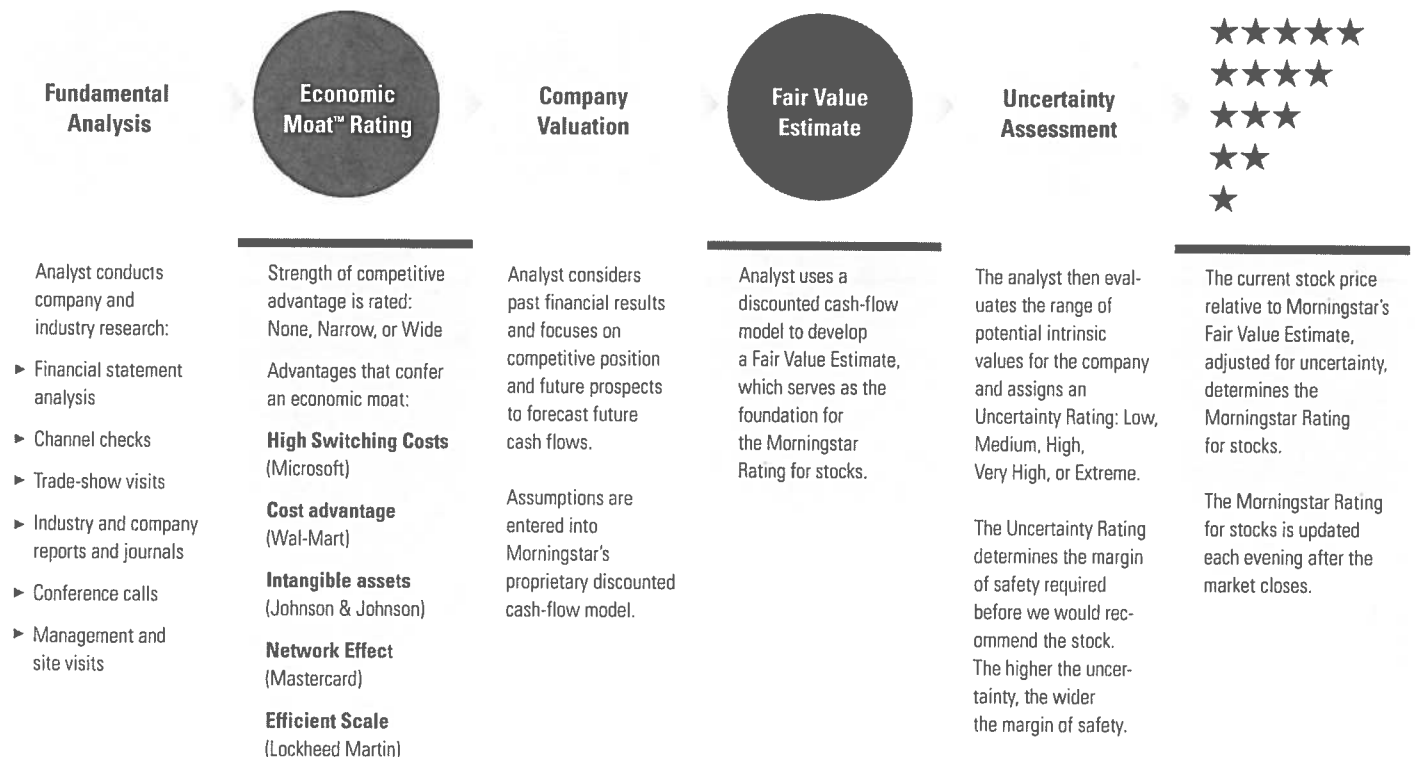 Fundamental
Analysis
Economic
Moat™ Rating
Company
Valuation
Fair Value
Estimate
Uncertainty
Assessment
★★★★★
★★★★
★★★
★★
★
Analyst conducts
company and
industry research:
► Financial statement
analysis
► Channel checks
► Trade-show visits
► Industry and company
reports and journals
► Conference calls
► Management and
site visits
Strength of competitive
advantage is rated:
None, Narrow, or Wide
Advantages that confer
an economic moat:
High Switching Costs
(Microsoft)
Cost advantage
(Wal-Mart)
Intangible assets
(Johnson & Johnson)
Network Effect
(Mastercard)
Efficient Scale
(Lockheed Martin)
Analyst considers
past financial results
and focuses on
competitive position
and future prospects
to forecast future
cash flows.
Assumptions are
entered into
Morningstar's
proprietary discounted
cash-flow model.
Analyst uses a
discounted cash-flow
model to develop
a Fair Value Estimate,
which serves as the
foundation for
the Morningstar
Rating for stocks.
The analyst then eval-
uates the range of
potential intrinsic
values for the company
and assigns an
Uncertainty Rating: Low,
Medium, High,
Very High, or Extreme.
The Uncertainty Rating
determines the margin
of safety required
before we would rec-
ommend the stock.
The higher the uncer-
tainty, the wider
the margin of safety.
The current stock price
relative to Morningstar's
Fair Value Estimate,
adjusted for uncertainty,
determines the
Morningstar Rating
for stocks.
The Morningstar Rating
for stocks is updated
each evening after the
market closes.